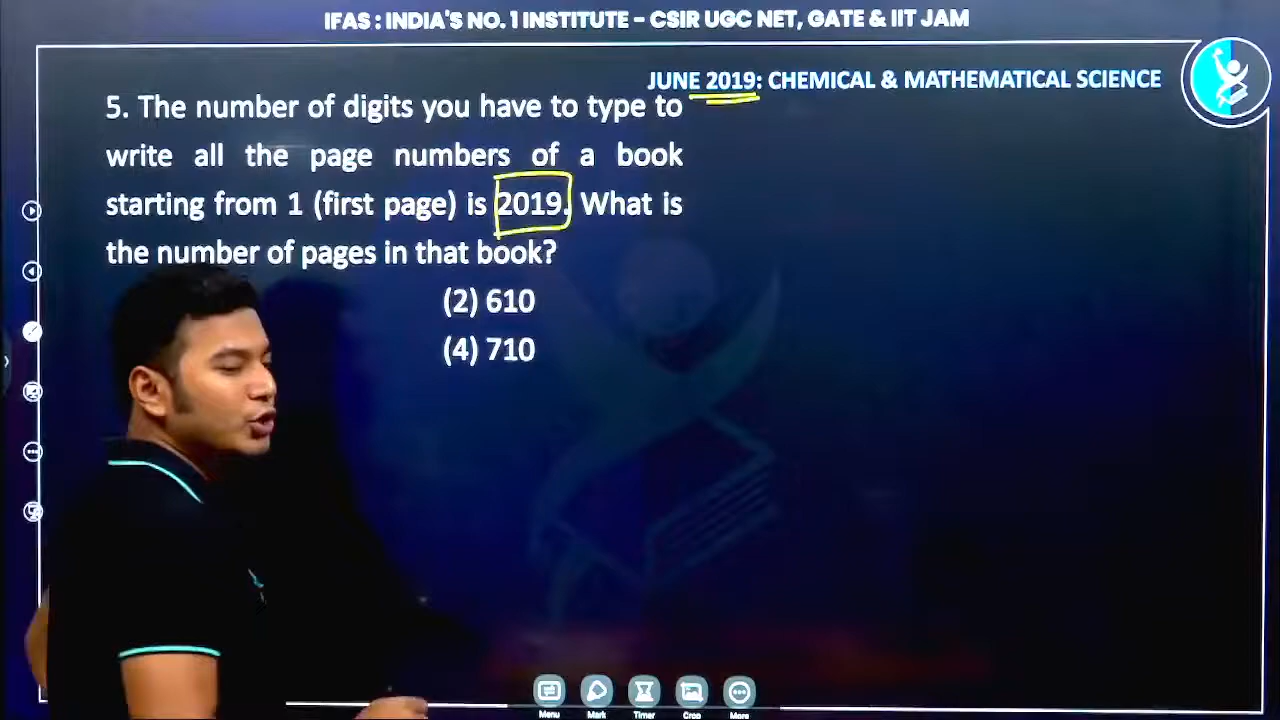 IFAS : INDIA'S NO. 1 INSTITUTE – CSIR UGC NET, GATE & IIT JAM
JUNE 2019: CHEMICAL & MATHEMATICAL SCIENCE
5. The number of digits you have to type to
write all the page numbers of a book
starting from 1 (first page) is 2019. What is
the number of pages in that book?
(2) 610
(4) 710
Menu Mark Timer Crop More